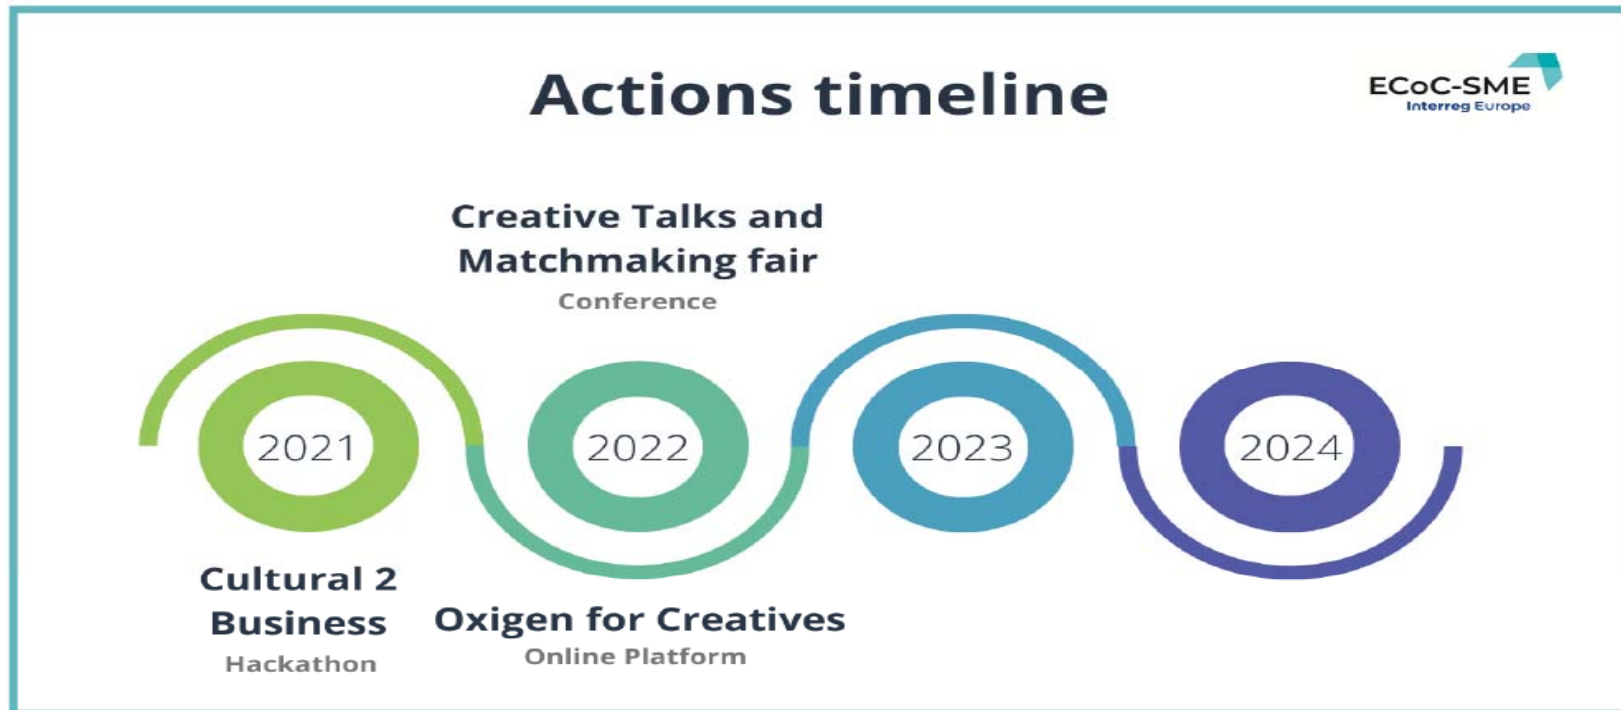 Actions timeline
ECoC-SME
Interreg Europe
Creative Talks and
Matchmaking fair
Conference
2021
2022
2023
2024
Cultural 2
Business
Hackathon
Oxigen for Creatives
Online Platform